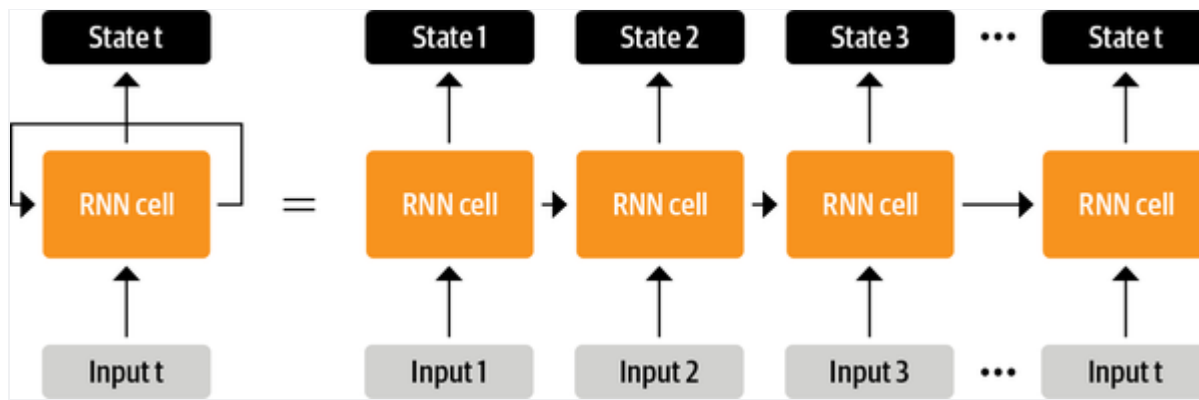 State t
State 1 State 2 State 3 ... State t
RNN cell
=
RNN cell RNN cell RNN cell RNN cell
Input t
Input 1 Input 2 Input 3 ... Input t